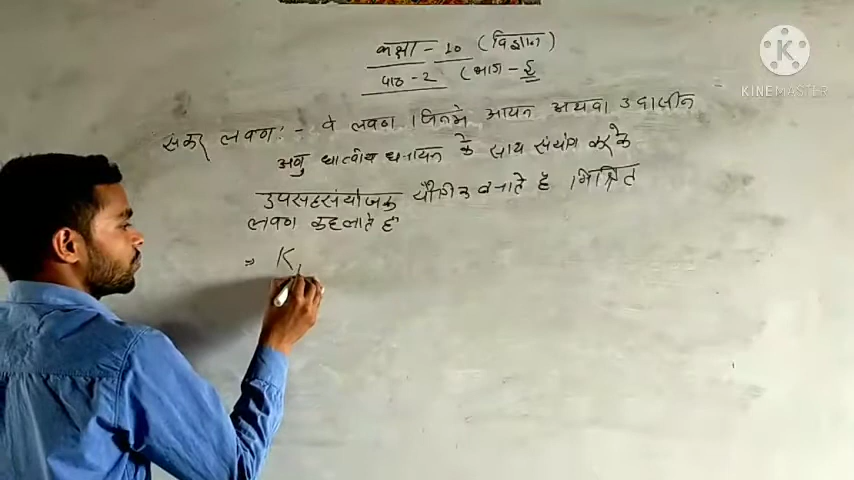 कक्षा - 10 (विज्ञान)
पाठ - 2 (भाग - ई
KINEMASTER
संकर लवण :- वे लवण जिनमे आयन अथवा उदासीन
अणु धात्वीय धनायन के साथ संयोग करके
उपसहसंयोजक यौगिक बनाते है मिश्रित
लवण कहलाते है
⇒ K